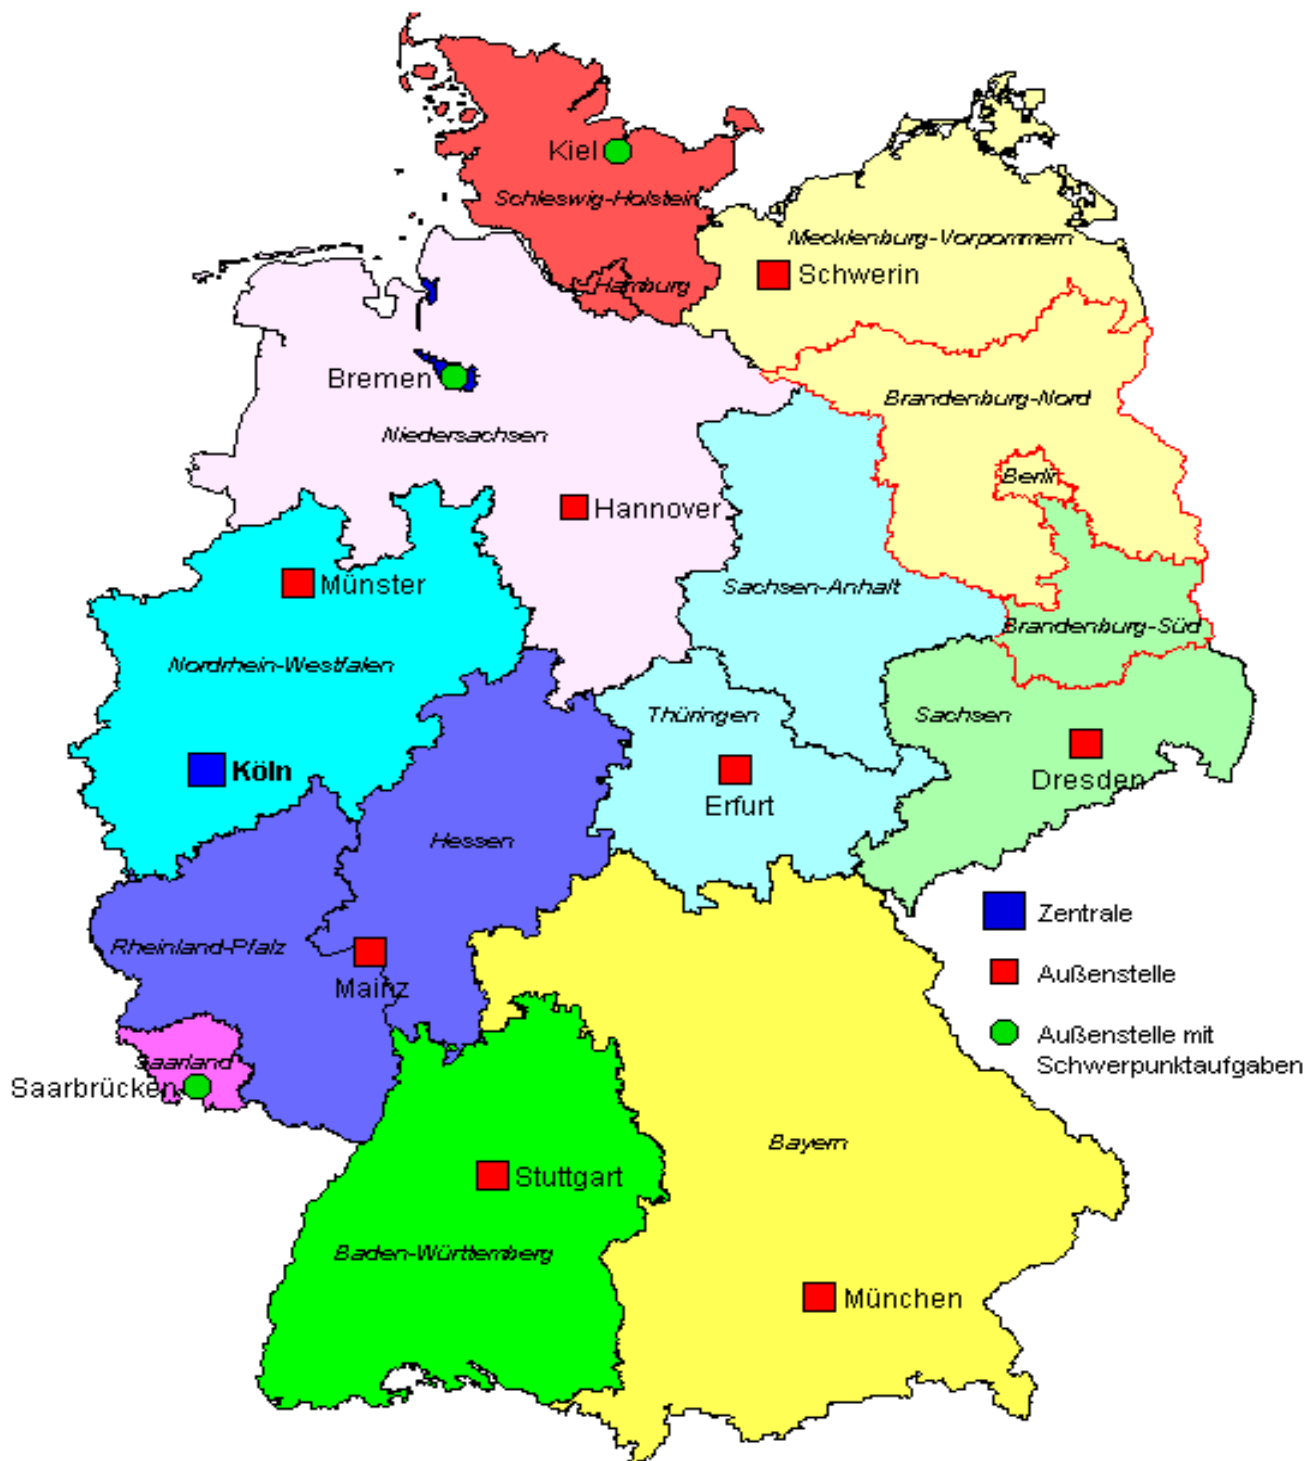 Kiel
Schleswig-Holstein
Mecklenburg-Vorpommern
Schwerin
Hamburg
Bremen
Brandenburg-Nord
Niedersachsen
Berlin
Hannover
Münster
Sachsen-Anhalt
Brandenburg-Süd
Nordrhein-Westfalen
Thüringen
Sachsen
Köln
Dresden
Erfurt
Hessen
Zentrale
Rheinland-Pfalz
Außenstelle
Mainz
Außenstelle mit
Schwerpunktaufgaben
Saarland
Saarbrücken
Bayern
Stuttgart
Baden-Württemberg
München